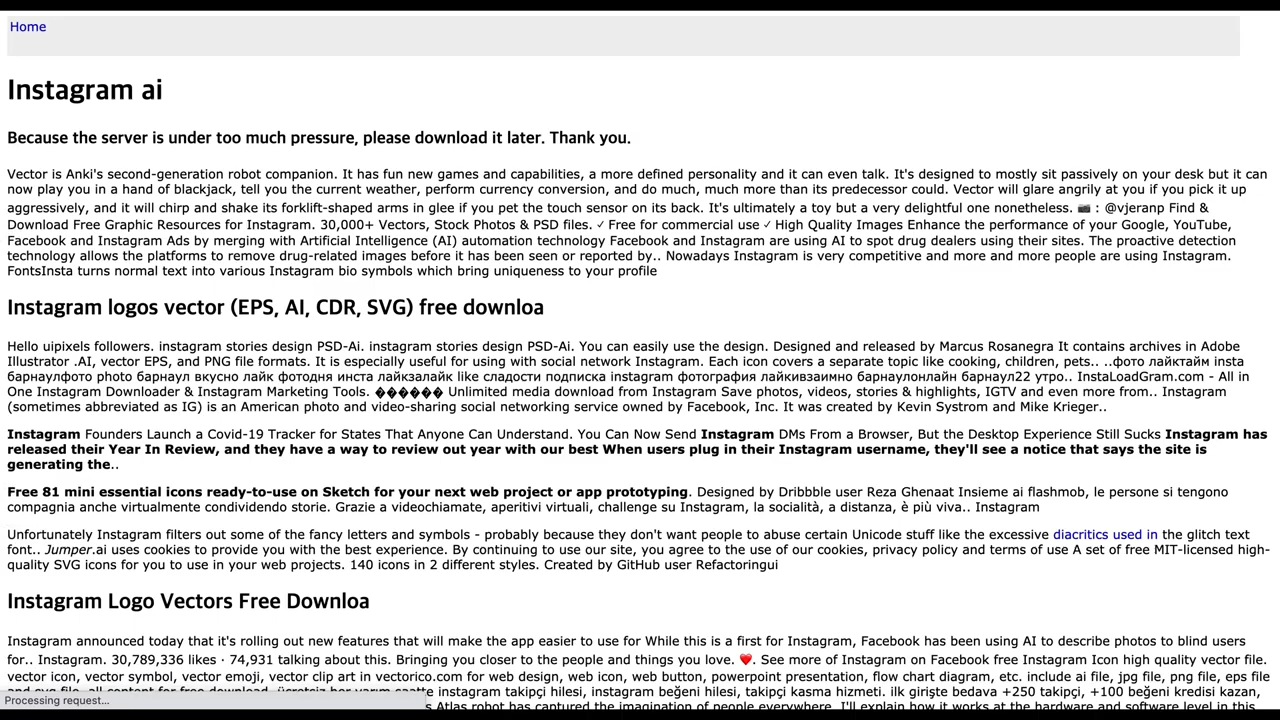 Home
Instagram ai
Because the server is under too much pressure, please download it later. Thank you.
Vector is Anki's second-generation robot companion. It has fun new games and capabilities, a more defined personality and it can even talk. It's designed to mostly sit passively on your desk but it can
now play you in a hand of blackjack, tell you the current weather, perform currency conversion, and do much, much more than its predecessor could. Vector will glare angrily at you if you pick it up
aggressively, and it will chirp and shake its forklift-shaped arms in glee if you pet the touch sensor on its back. It's ultimately a toy but a very delightful one nonetheless. 📷 : @vjeranp Find &
Download Free Graphic Resources for Instagram. 30,000+ Vectors, Stock Photos & PSD files. ✓ Free for commercial use ✓ High Quality Images Enhance the performance of your Google, YouTube,
Facebook and Instagram Ads by merging with Artificial Intelligence (AI) automation technology Facebook and Instagram are using AI to spot drug dealers using their sites. The proactive detection
technology allows the platforms to remove drug-related images before it has been seen or reported by.. Nowadays Instagram is very competitive and more and more people are using Instagram.
FontsInsta turns normal text into various Instagram bio symbols which bring uniqueness to your profile
Instagram logos vector (EPS, AI, CDR, SVG) free downloa
Hello uipixels followers. instagram stories design PSD-Ai. instagram stories design PSD-Ai. You can easily use the design. Designed and released by Marcus Rosanegra It contains archives in Adobe
Illustrator .AI, vector EPS, and PNG file formats. It is especially useful for using with social network Instagram. Each icon covers a separate topic like cooking, children, pets.. ..фото лайктайм insta
барнаулфото photo барнаул вкусно лайк фотодня инста лайкзалайк like сладости подписка instagram фотография лайквзаимно барнаулонлайн барнаул22 утро.. InstaLoadGram.com - All in
One Instagram Downloader & Instagram Marketing Tools. ������ Unlimited media download from Instagram Save photos, videos, stories & highlights, IGTV and even more from.. Instagram
(sometimes abbreviated as IG) is an American photo and video-sharing social networking service owned by Facebook, Inc. It was created by Kevin Systrom and Mike Krieger..
Instagram Founders Launch a Covid-19 Tracker for States That Anyone Can Understand. You Can Now Send Instagram DMs From a Browser, But the Desktop Experience Still Sucks Instagram has
released their Year In Review, and they have a way to review out year with our best When users plug in their Instagram username, they'll see a notice that says the site is
generating the..
Free 81 mini essential icons ready-to-use on Sketch for your next web project or app prototyping. Designed by Dribbble user Reza Ghenaat Insieme ai flashmob, le persone si tengono
compagnia anche virtualmente condividendo storie. Grazie a videochiamate, aperitivi virtuali, challenge su Instagram, la socialità, a distanza, è più viva.. Instagram
Unfortunately Instagram filters out some of the fancy letters and symbols - probably because they don't want people to abuse certain Unicode stuff like the excessive diacritics used in the glitch text
font.. Jumper.ai uses cookies to provide you with the best experience. By continuing to use our site, you agree to the use of our cookies, privacy policy and terms of use A set of free MIT-licensed high-
quality SVG icons for you to use in your web projects. 140 icons in 2 different styles. Created by GitHub user Refactoringui
Instagram Logo Vectors Free Downloa
Instagram announced today that it's rolling out new features that will make the app easier to use for While this is a first for Instagram, Facebook has been using AI to describe photos to blind users
for.. Instagram. 30,789,336 likes · 74,931 talking about this. Bringing you closer to the people and things you love. ❤️. See more of Instagram on Facebook free Instagram Icon high quality vector file.
vector icon, vector symbol, vector emoji, vector clip art in vectorico.com for web design, web icon, web button, powerpoint presentation, flow chart diagram, etc. include ai file, jpg file, png file, eps file
and svg file. all content for free download. ücretsiz her yarım saatte instagram takipçi hilesi, instagram beğeni hilesi, takipçi kasma hizmeti. ilk girişte bedava +250 takipçi, +100 beğeni kredisi kazan,
Processing request...
Atlas robot has captured the imagination of people everywhere. I'll explain how it works at the hardware and software level in this